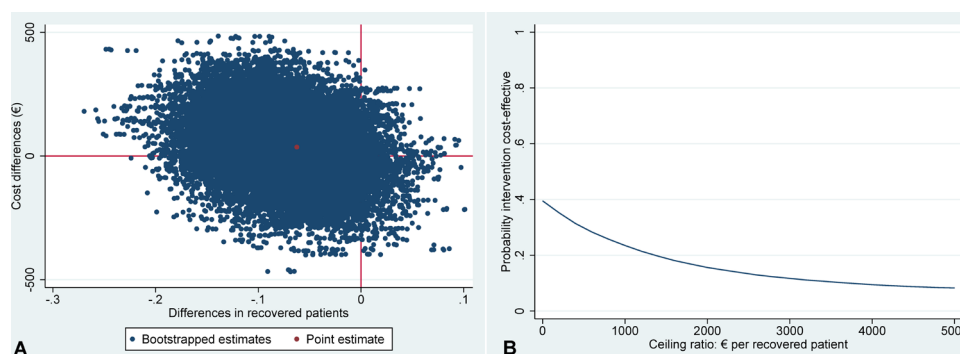 500
0
-500
Cost differences (€)
-.3
-.2
-.1
0
.1
Differences in recovered patients
Bootstrapped estimates
Point estimate
A
1
.8
.6
.4
.2
0
Probability intervention cost-effective
0
1000
2000
3000
4000
500
Ceiling ratio: € per recovered patient
B